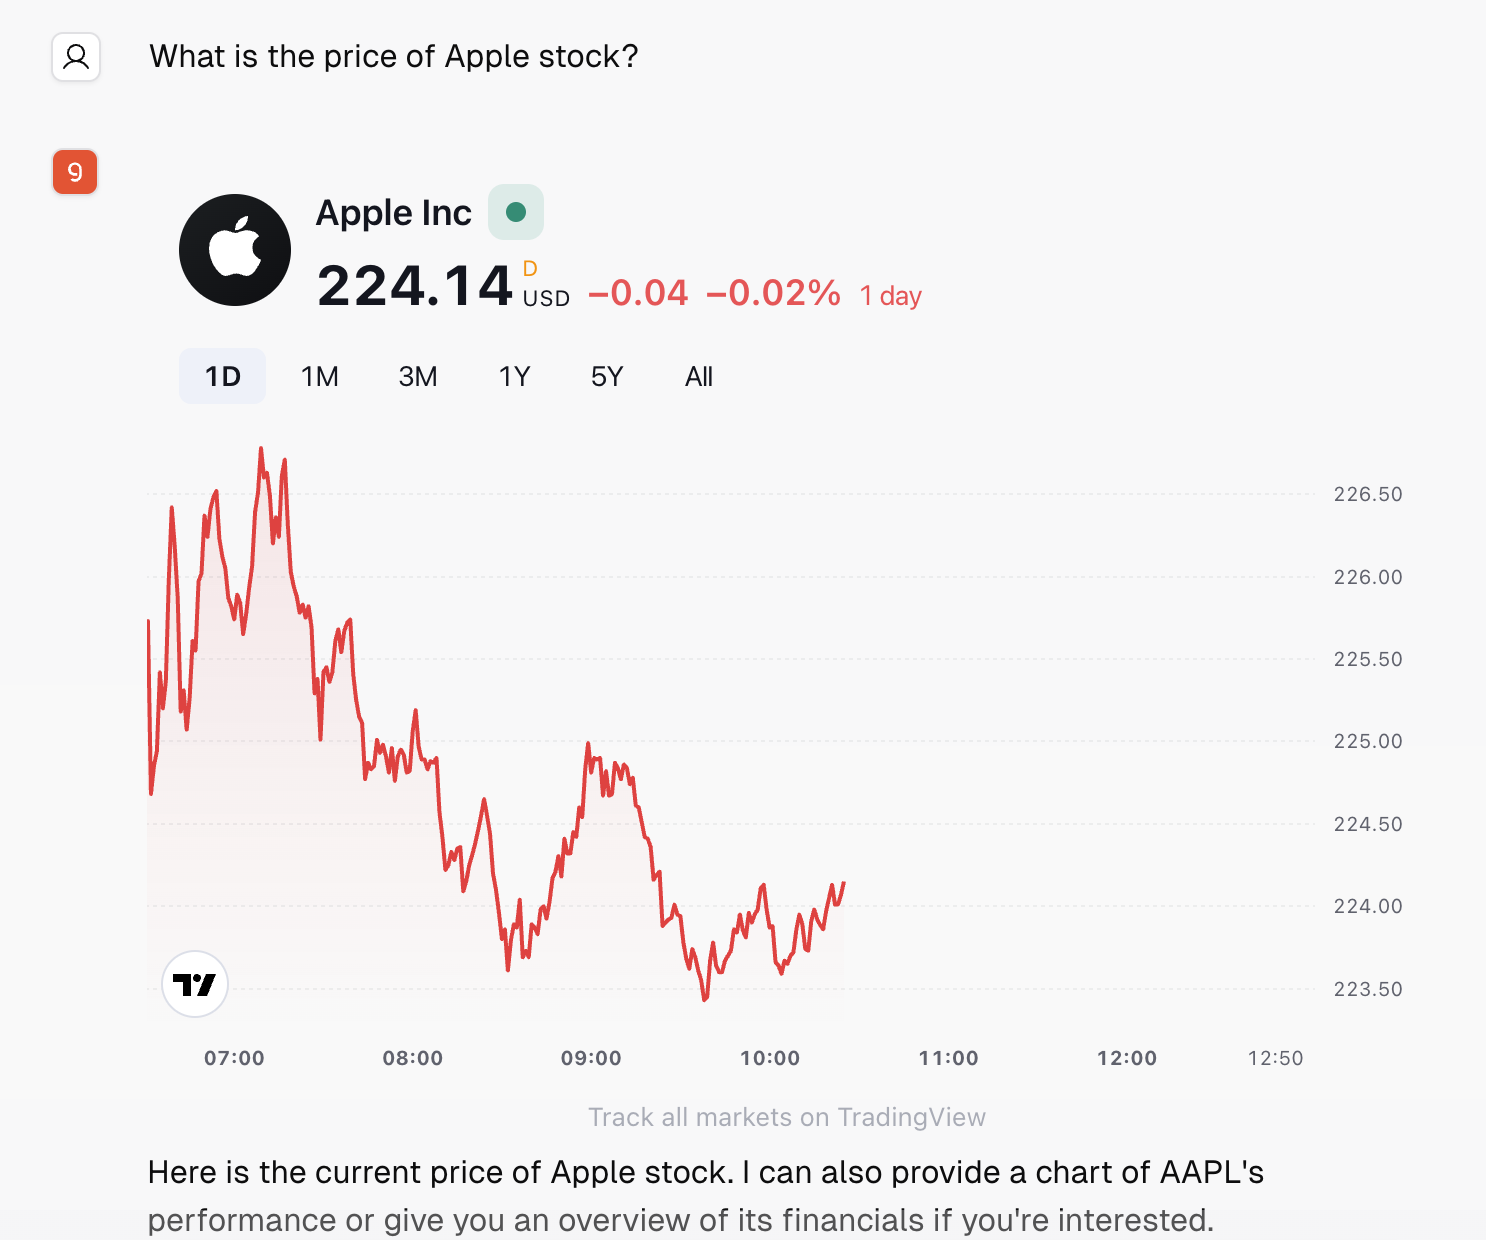 What is the price of Apple stock?
9
Apple Inc
224.14 D USD −0.04 −0.02% 1 day
1D 1M 3M 1Y 5Y All
226.50
226.00
225.50
225.00
224.50
224.00
223.50
07:00 08:00 09:00 10:00 11:00 12:00 12:50
Track all markets on TradingView
Here is the current price of Apple stock. I can also provide a chart of AAPL's
performance or give you an overview of its financials if you're interested.